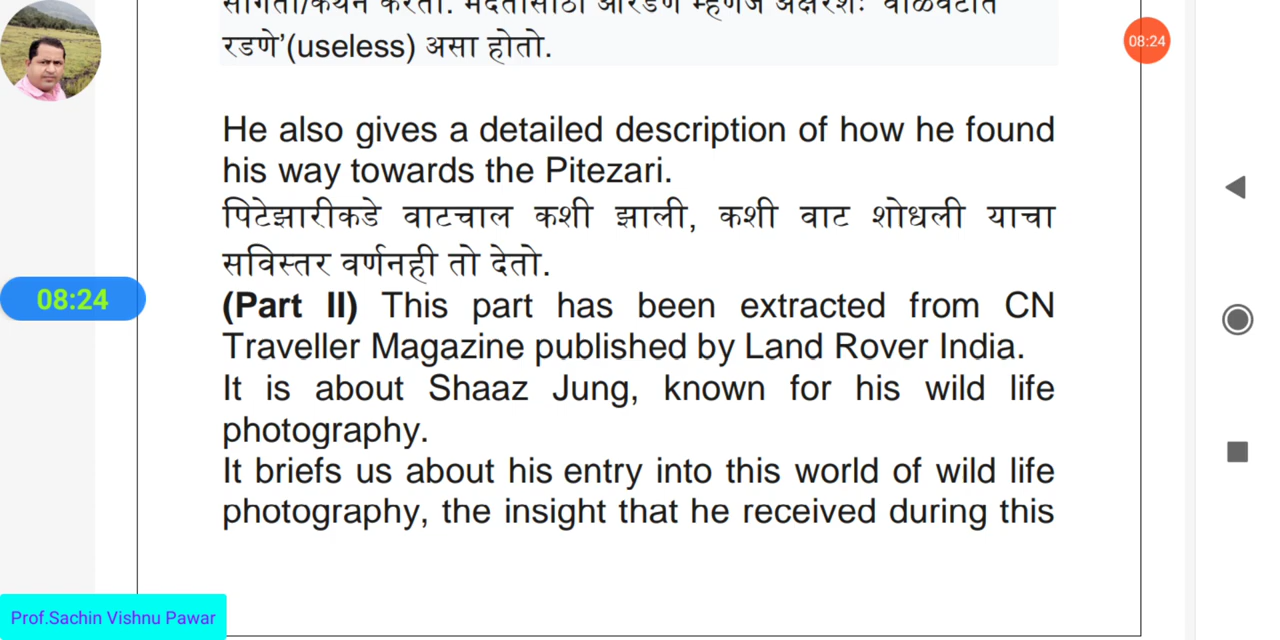 रडणे'(useless) असा होतो.
08:24
He also gives a detailed description of how he found
his way towards the Pitezari.
पिटेझारीकडे वाटचाल कशी झाली, कशी वाट शोधली याचा
सविस्तर वर्णनही तो देतो.
08:24
(Part II) This part has been extracted from CN
Traveller Magazine published by Land Rover India.
It is about Shaaz Jung, known for his wild life
photography.
It briefs us about his entry into this world of wild life
photography, the insight that he received during this
Prof.Sachin Vishnu Pawar